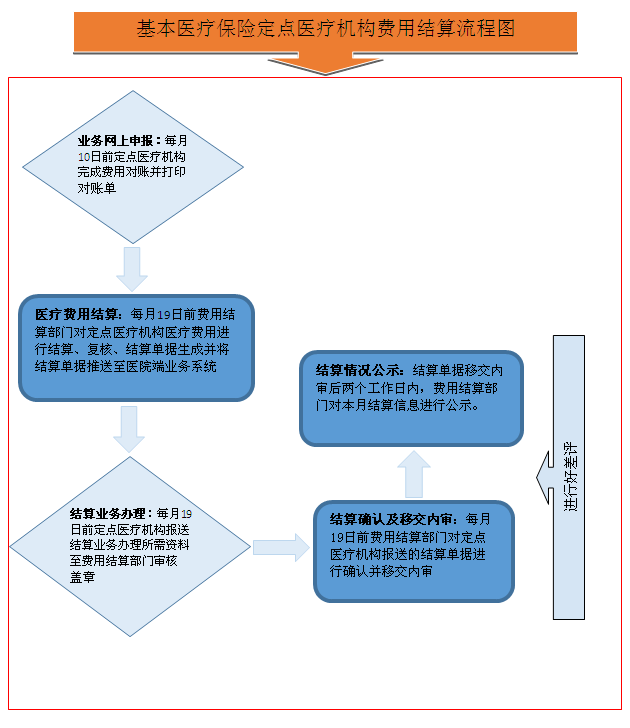 基本医疗保险定点医疗机构费用结算流程图
业务网上申报：每月
10日前定点医疗机构
完成费用对账并打印
对账单
医疗费用结算：每月19日前费用结
算部门对定点医疗机构医疗费用进
行结算、复核、结算单据生成并将
结算单据推送至医院端业务系统
结算业务办理：每月19
日前定点医疗机构报送
结算业务办理所需资料
至费用结算部门审核
盖章
结算确认及移交内审：每月
19日前费用结算部门对定点
医疗机构报送的结算单据进
行确认并移交内审
结算情况公示：结算单据移交内
审后两个工作日内，费用结算部
门对本月结算信息进行公示。
进行好差评